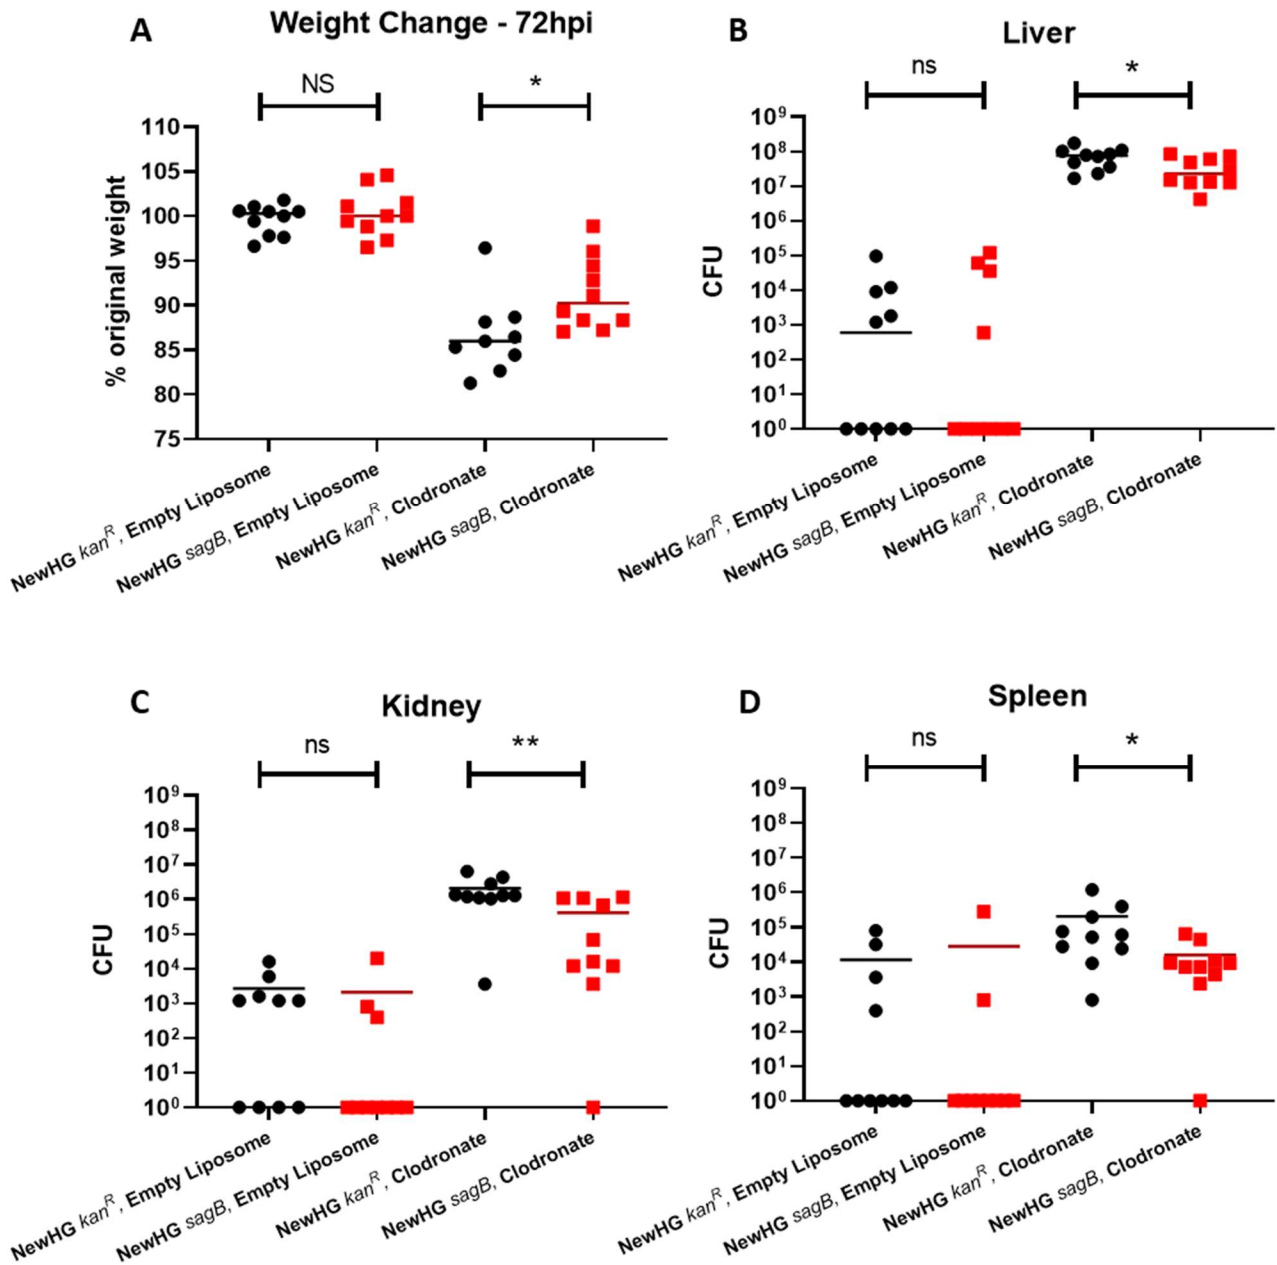 A
Weight Change - 72hpi
NS
*
110
105
100
95
90
85
80
75
% original weight
NewHG kanᴿ, Empty Liposome
NewHG sagB, Empty Liposome
NewHG kanᴿ, Clodronate
NewHG sagB, Clodronate
B
Liver
ns
*
10⁹
10⁸
10⁷
10⁶
10⁵
10⁴
10³
10²
10¹
10⁰
CFU
NewHG kanᴿ, Empty Liposome
NewHG sagB, Empty Liposome
NewHG kanᴿ, Clodronate
NewHG sagB, Clodronate
C
Kidney
ns
**
10⁹
10⁸
10⁷
10⁶
10⁵
10⁴
10³
10²
10¹
10⁰
CFU
NewHG kanᴿ, Empty Liposome
NewHG sagB, Empty Liposome
NewHG kanᴿ, Clodronate
NewHG sagB, Clodronate
D
Spleen
ns
*
10⁹
10⁸
10⁷
10⁶
10⁵
10⁴
10³
10²
10¹
10⁰
CFU
NewHG kanᴿ, Empty Liposome
NewHG sagB, Empty Liposome
NewHG kanᴿ, Clodronate
NewHG sagB, Clodronate